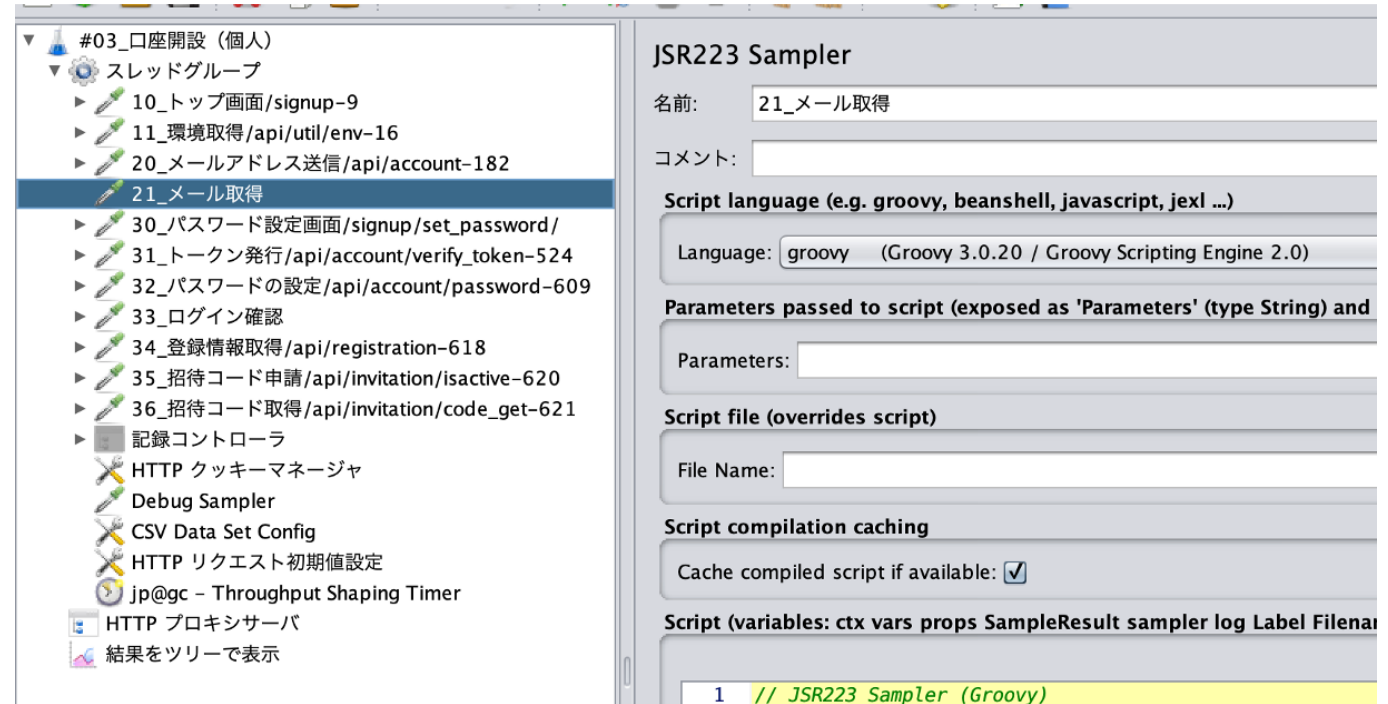 #03_口座開設（個人）
スレッドグループ
10_トップ画面/signup-9
11_環境取得/api/util/env-16
20_メールアドレス送信/api/account-182
21_メール取得
30_パスワード設定画面/signup/set_password/
31_トークン発行/api/account/verify_token-524
32_パスワードの設定/api/account/password-609
33_ログイン確認
34_登録情報取得/api/registration-618
35_招待コード申請/api/invitation/isactive-620
36_招待コード取得/api/invitation/code_get-621
記録コントローラ
HTTP クッキーマネージャ
Debug Sampler
CSV Data Set Config
HTTP リクエスト初期値設定
jp@gc - Throughput Shaping Timer
HTTP プロキシサーバ
結果をツリーで表示
JSR223 Sampler
名前: 21_メール取得
コメント:
Script language (e.g. groovy, beanshell, javascript, jexl ...)
Language: groovy (Groovy 3.0.20 / Groovy Scripting Engine 2.0)
Parameters passed to script (exposed as 'Parameters' (type String) and
Parameters:
Script file (overrides script)
File Name:
Script compilation caching
Cache compiled script if available:
Script (variables: ctx vars props SampleResult sampler log Label Filenar
1 // JSR223 Sampler (Groovy)